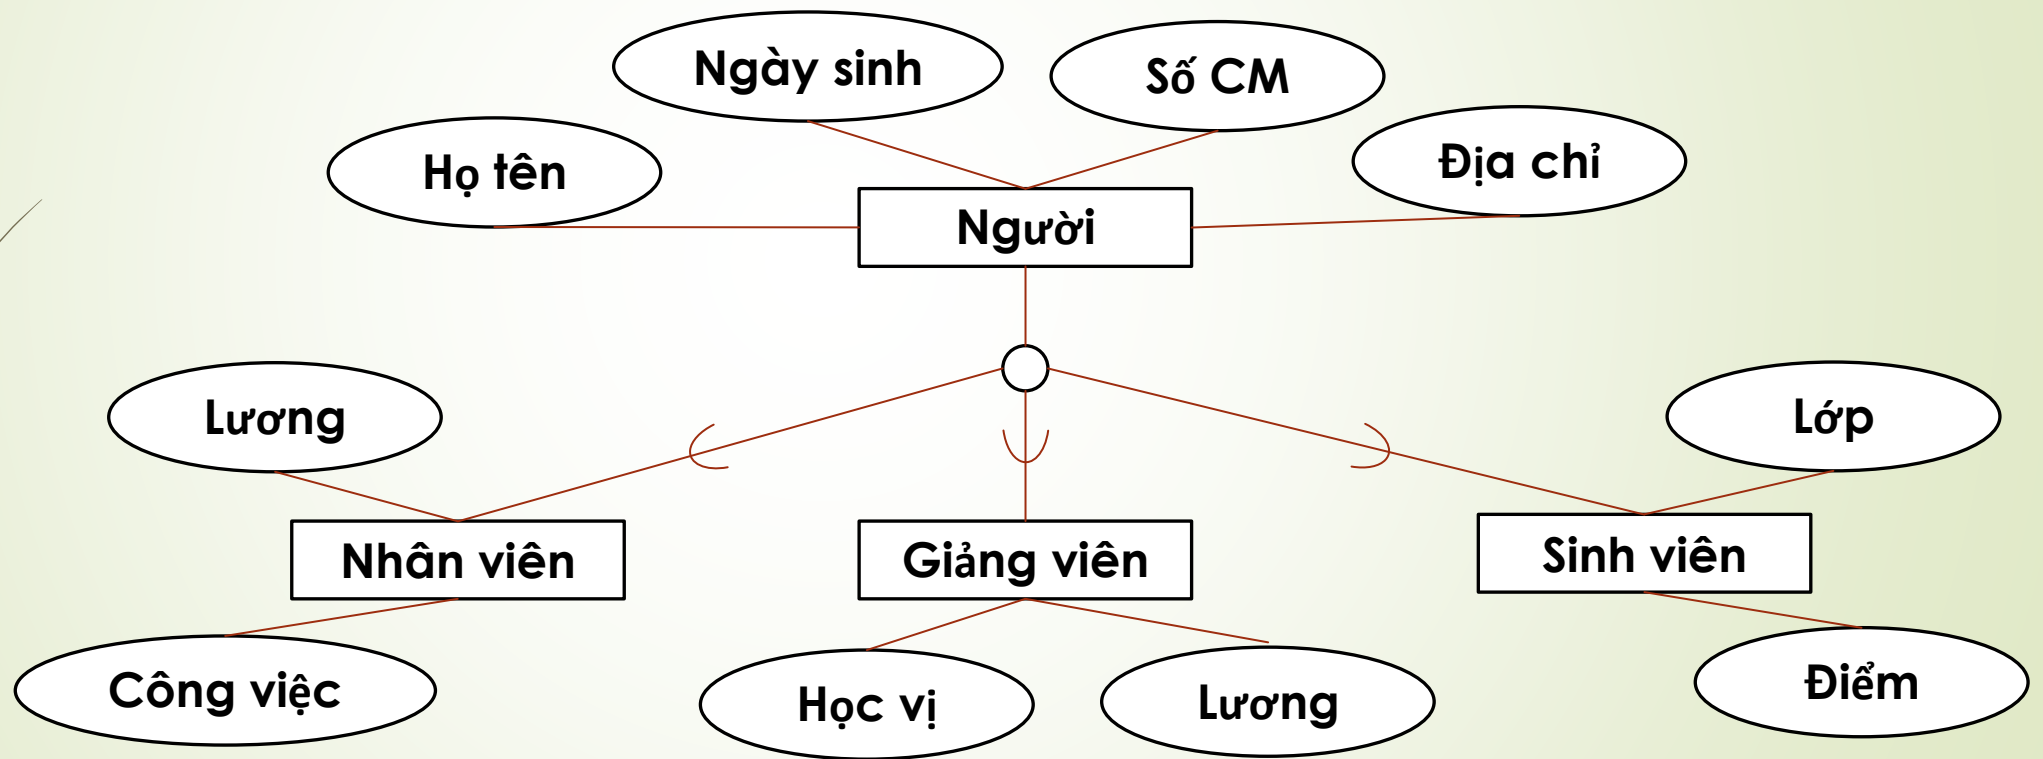 Ngày sinh
Số CM
Họ tên
Địa chỉ
Người
Lương
Lớp
Nhân viên
Giảng viên
Sinh viên
Công việc
Học vị
Lương
Điểm